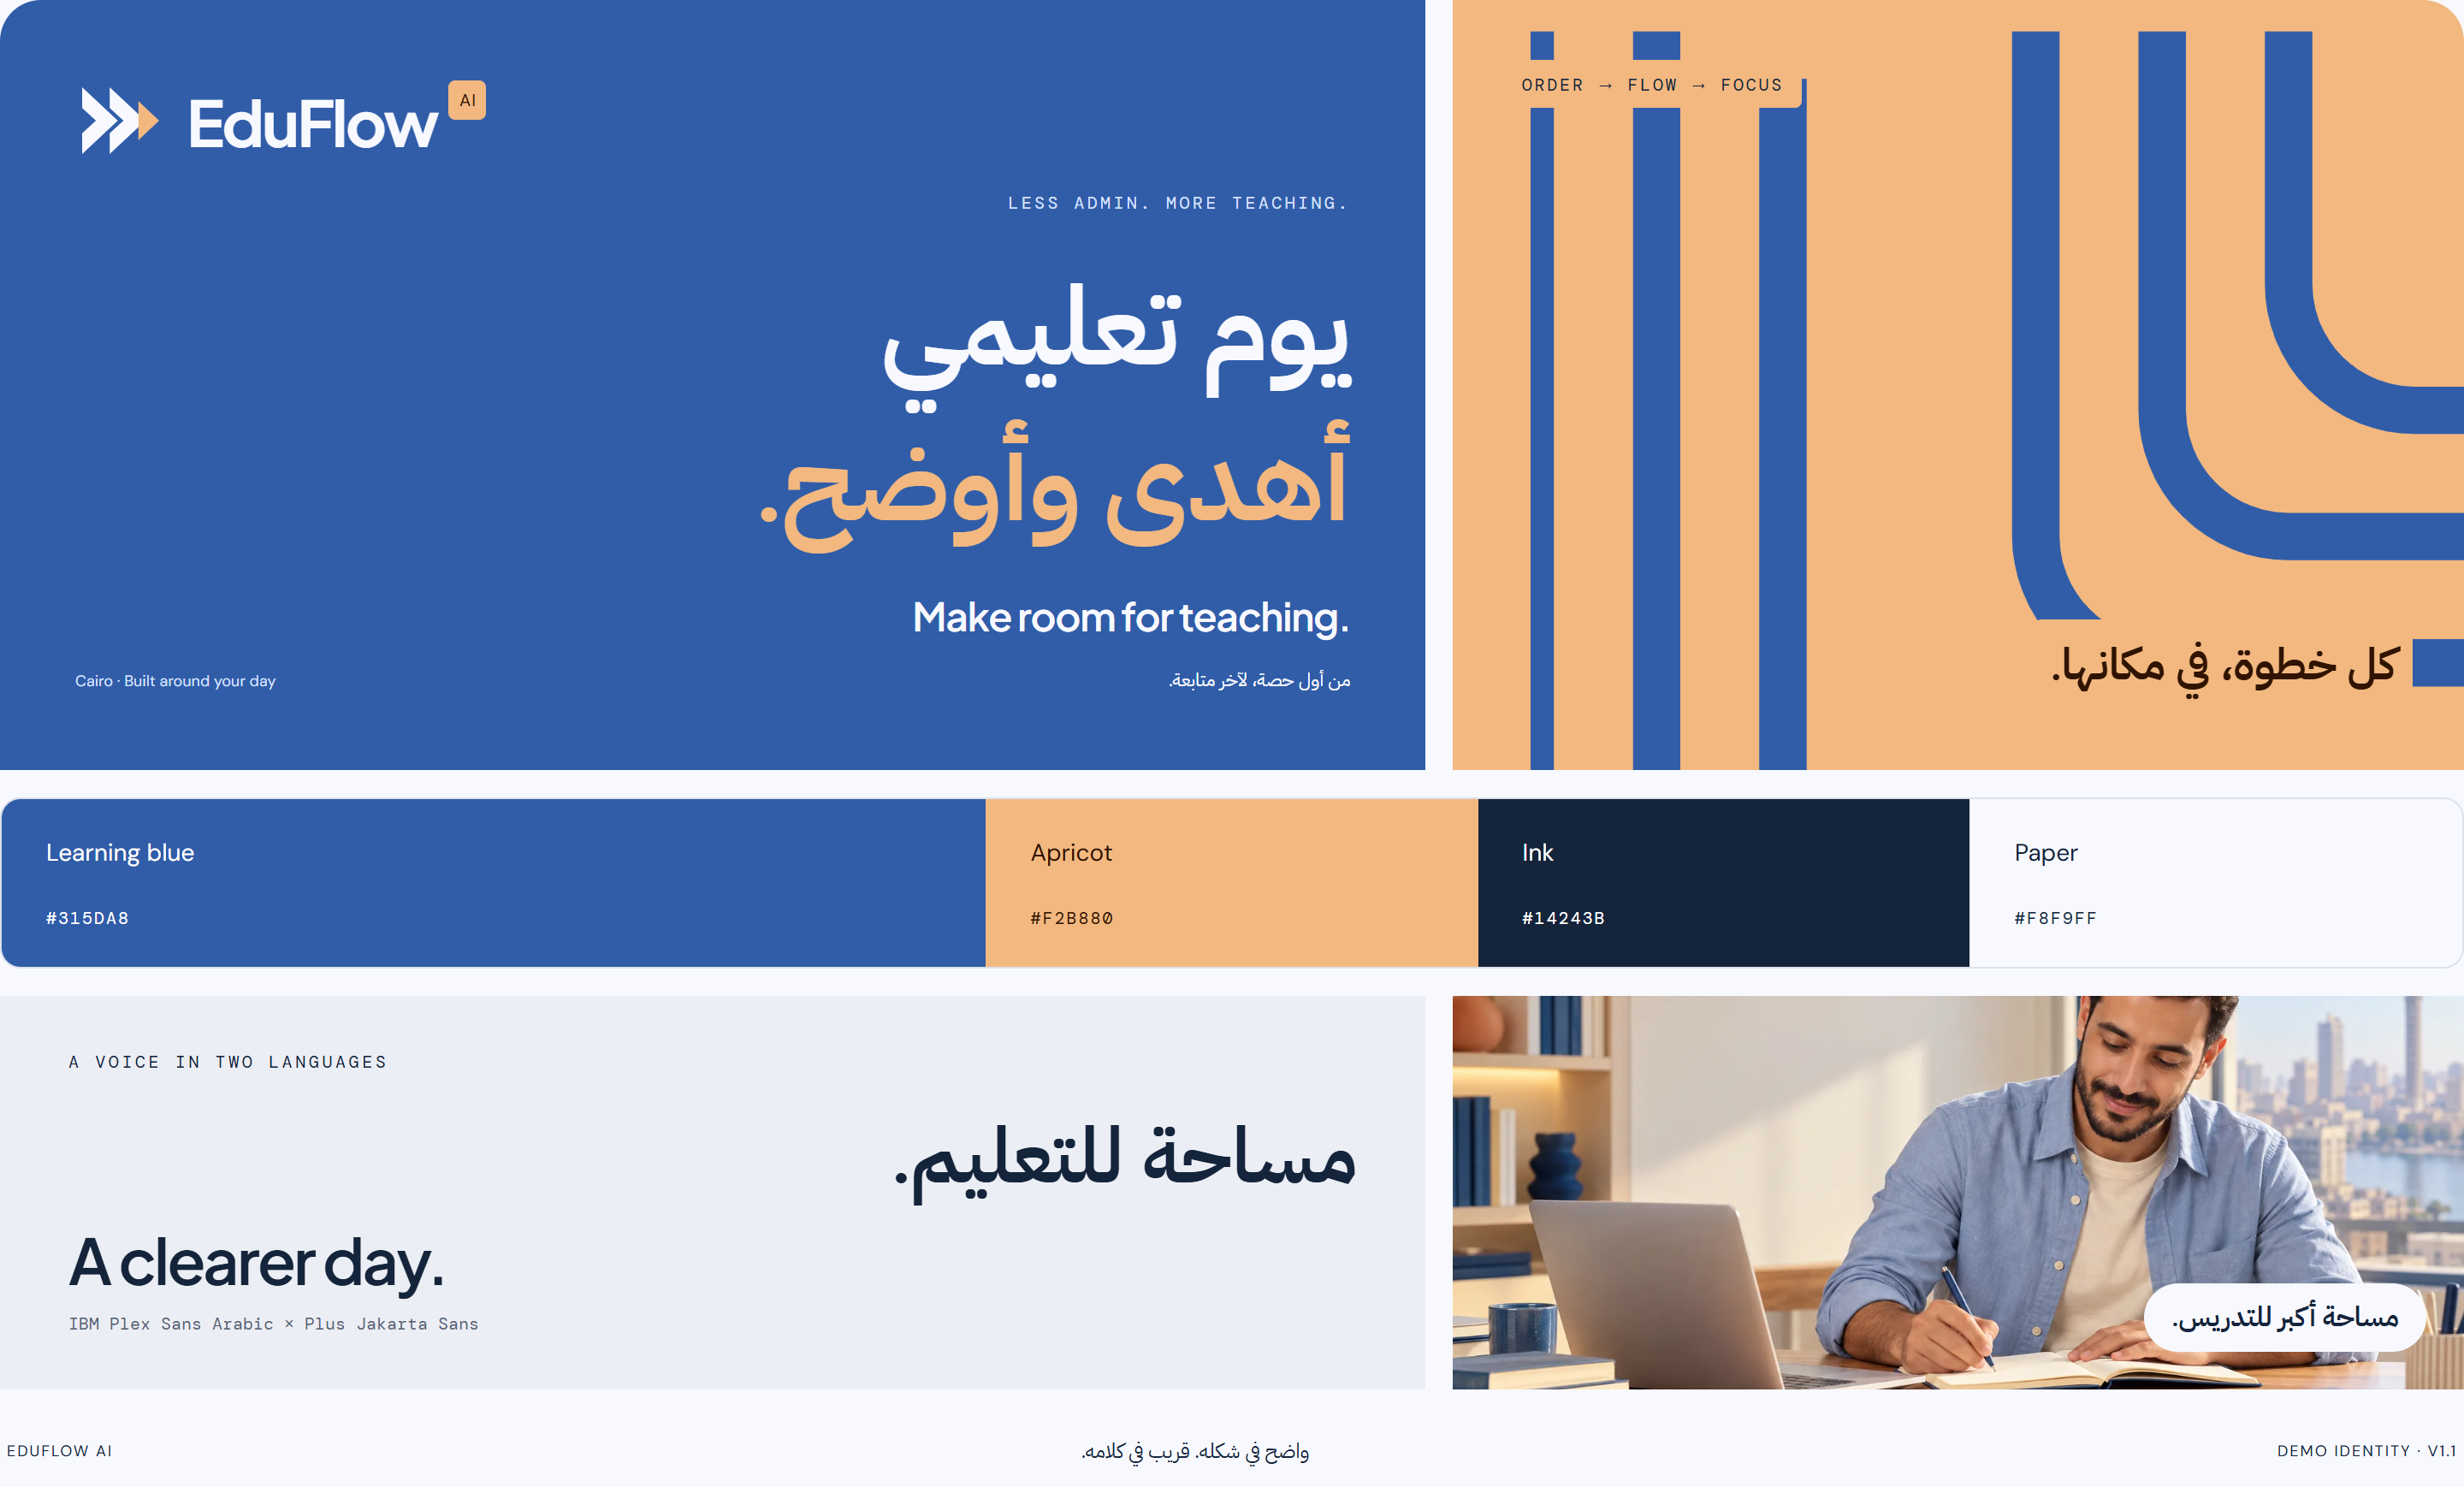 EduFlow AI
LESS ADMIN. MORE TEACHING.
يوم تعليمي
أهدى وأوضح.
Make room for teaching.
Cairo · Built around your day
من أول حصة، لآخر متابعة.
ORDER → FLOW → FOCUS
كل خطوة، في مكانها.
Learning blue
#315DA8
Apricot
#F2B880
Ink
#14243B
Paper
#F8F9FF
A VOICE IN TWO LANGUAGES
مساحة للتعليم.
A clearer day.
IBM Plex Sans Arabic × Plus Jakarta Sans
مساحة أكبر للتدريس.
EDUFLOW AI
واضح في شكله. قريب في كلامه.
DEMO IDENTITY · V1.1